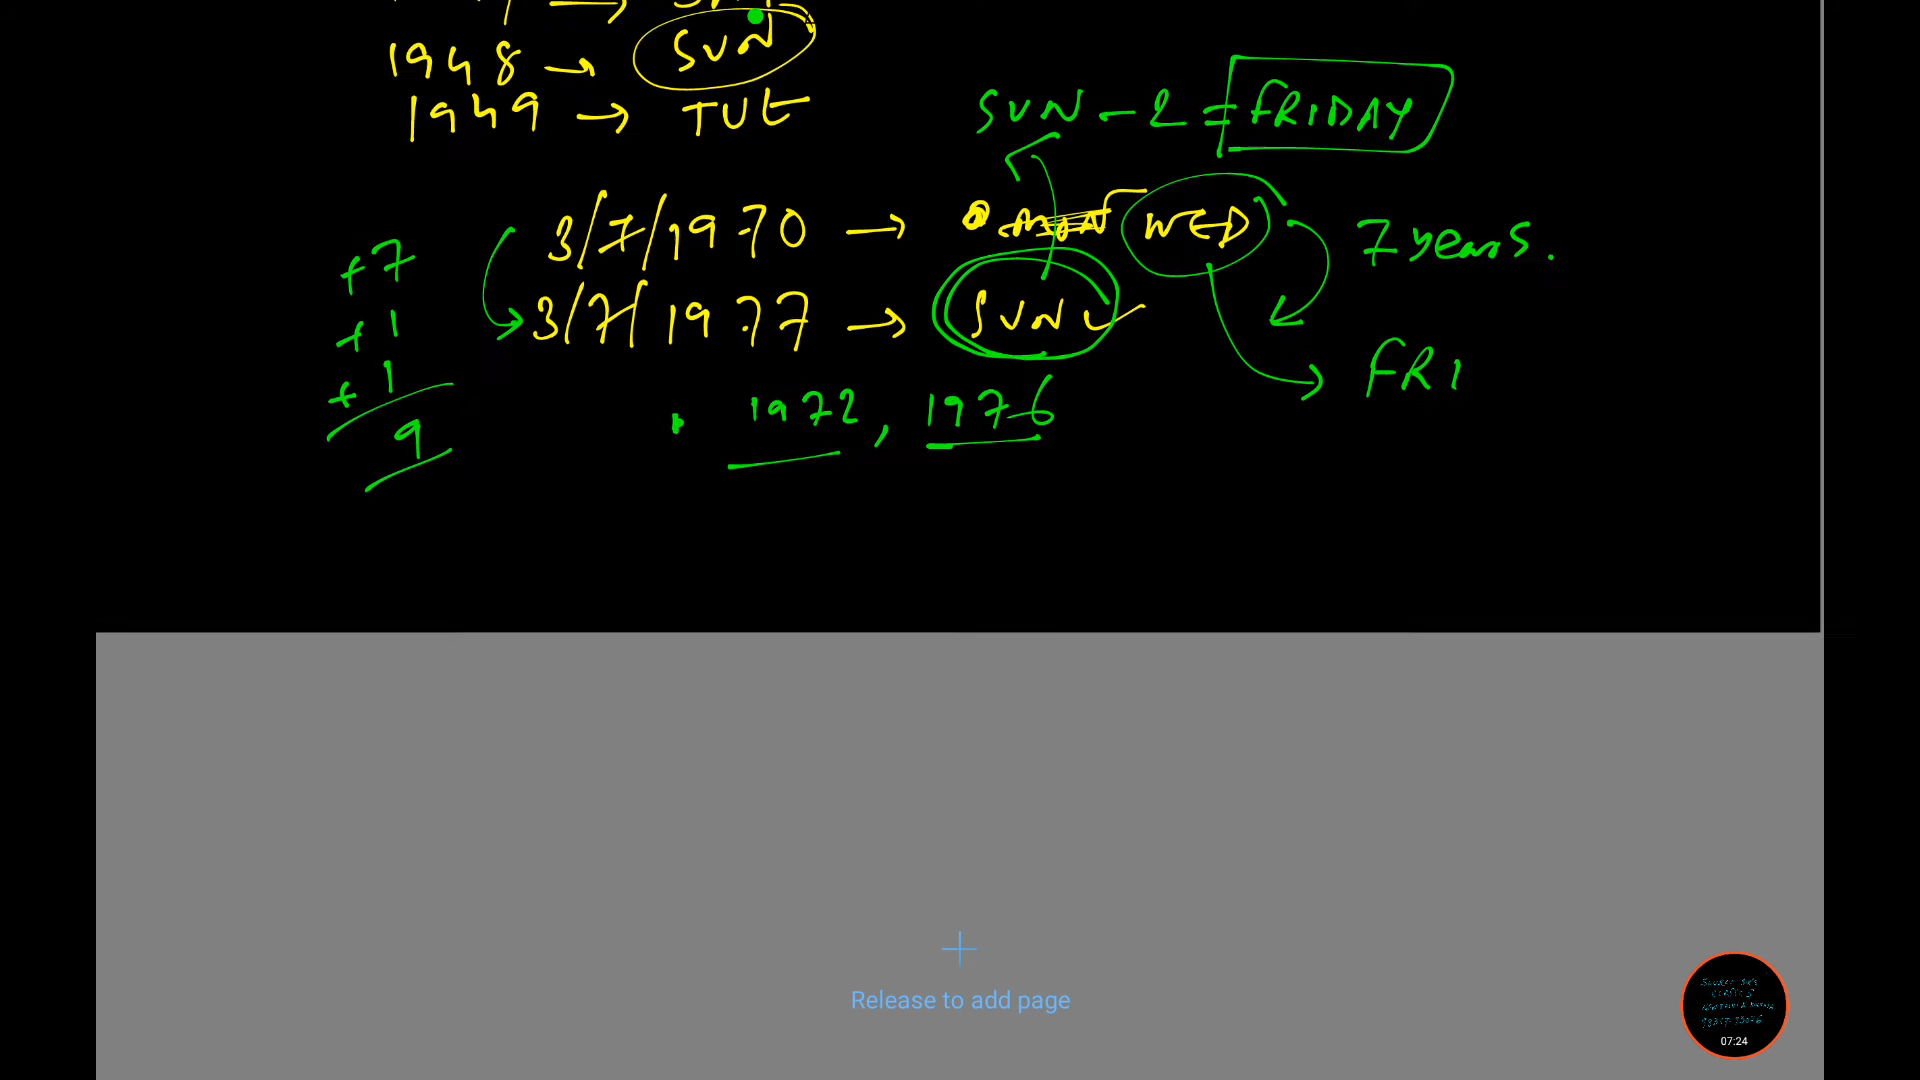 1948 → SUN
1949 → TUE
SUN - 2 = FRIDAY
3/7/1970 → WED
7 years.
+7
3/7/1977 → SUN
+1
FRI
+1
1972, 1976
9
Release to add page
07:24